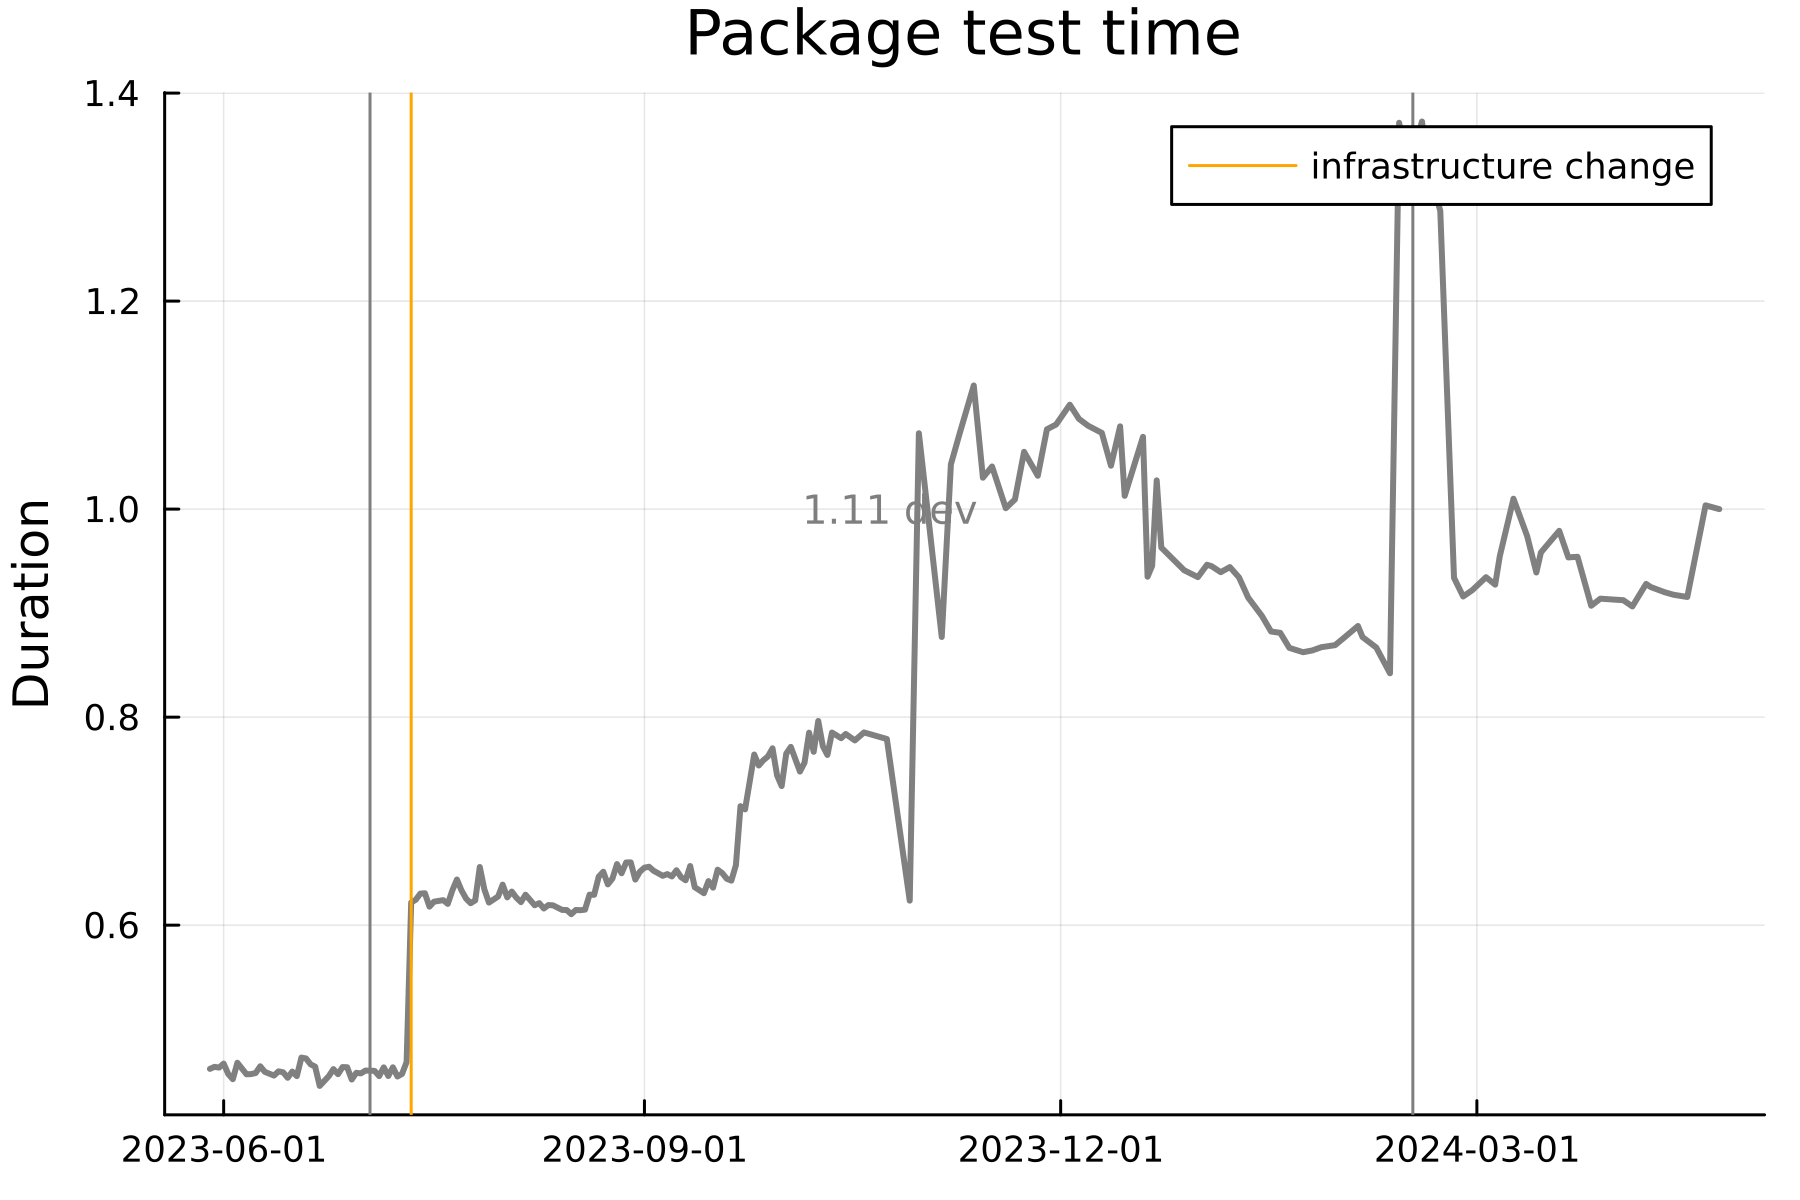 Package test time
1.4
infrastructure change
1.2
1.11 dev
1.0
0.8
0.6
Duration
2023-06-01
2023-09-01
2023-12-01
2024-03-01